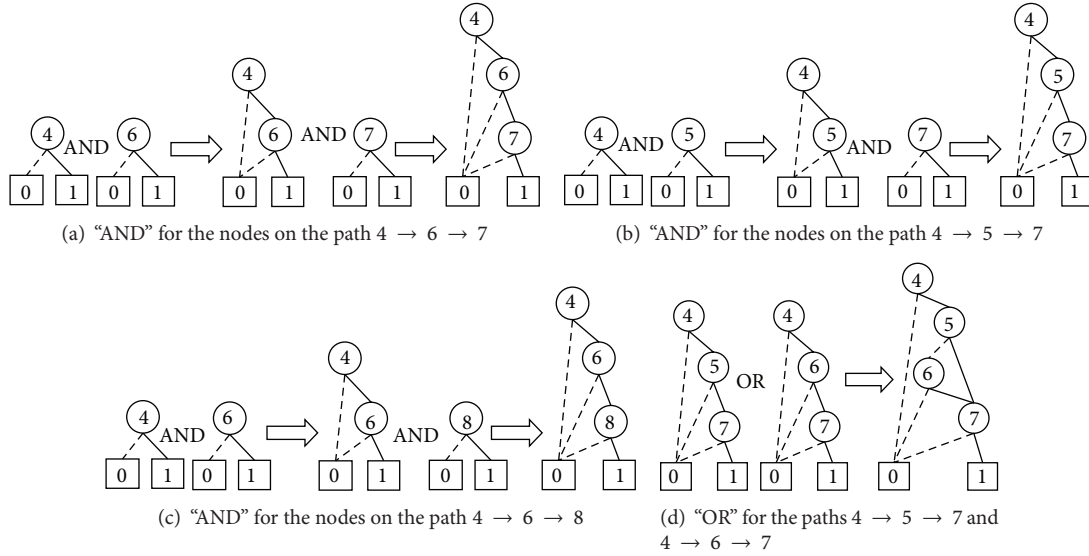 4 AND 6 0 1 0 1
4 6 0 1
AND 7 0 1
4 6 7 0 1
(a) “AND” for the nodes on the path 4 → 6 → 7
4 AND 5 0 1 0 1
4 5 0 1
AND 7 0 1
4 5 7 0 1
(b) “AND” for the nodes on the path 4 → 5 → 7
4 AND 6 0 1 0 1
4 6 0 1
AND 8 0 1
4 6 8 0 1
(c) “AND” for the nodes on the path 4 → 6 → 8
4 5 7 0 1
OR
4 6 7 0 1
4 5 6 7 0 1
(d) “OR” for the paths 4 → 5 → 7 and
4 → 6 → 7